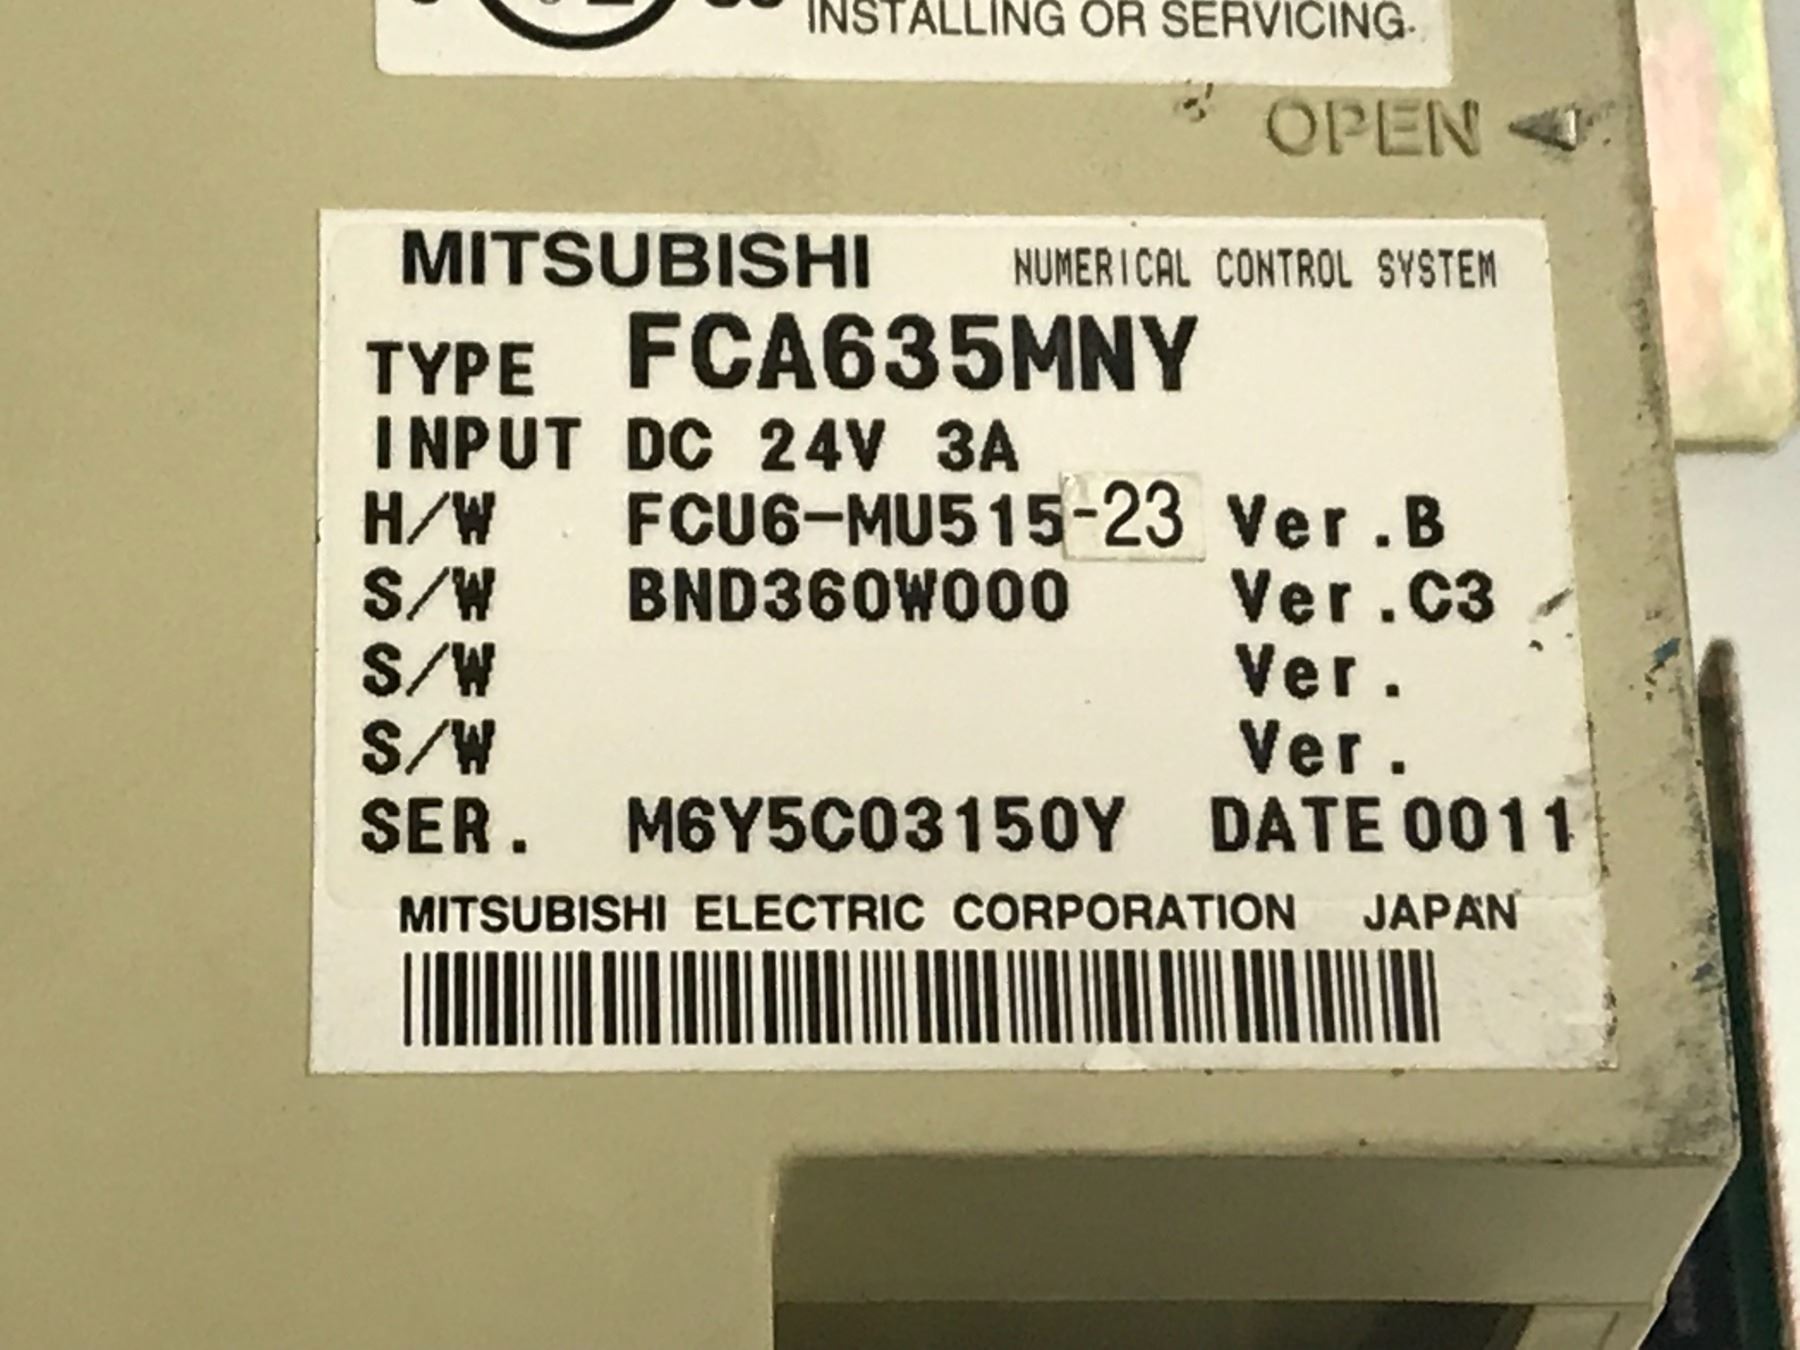 INSTALLING OR SERVICING.
OPEN
MITSUBISHI NUMERICAL CONTROL SYSTEM
TYPE FCA635MNY
INPUT DC 24V 3A
H/W FCU6-MU515-23 Ver.B
S/W BND360W000 Ver.C3
S/W Ver.
S/W Ver.
SER. M6Y5C03150Y DATE 0011
MITSUBISHI ELECTRIC CORPORATION JAPAN